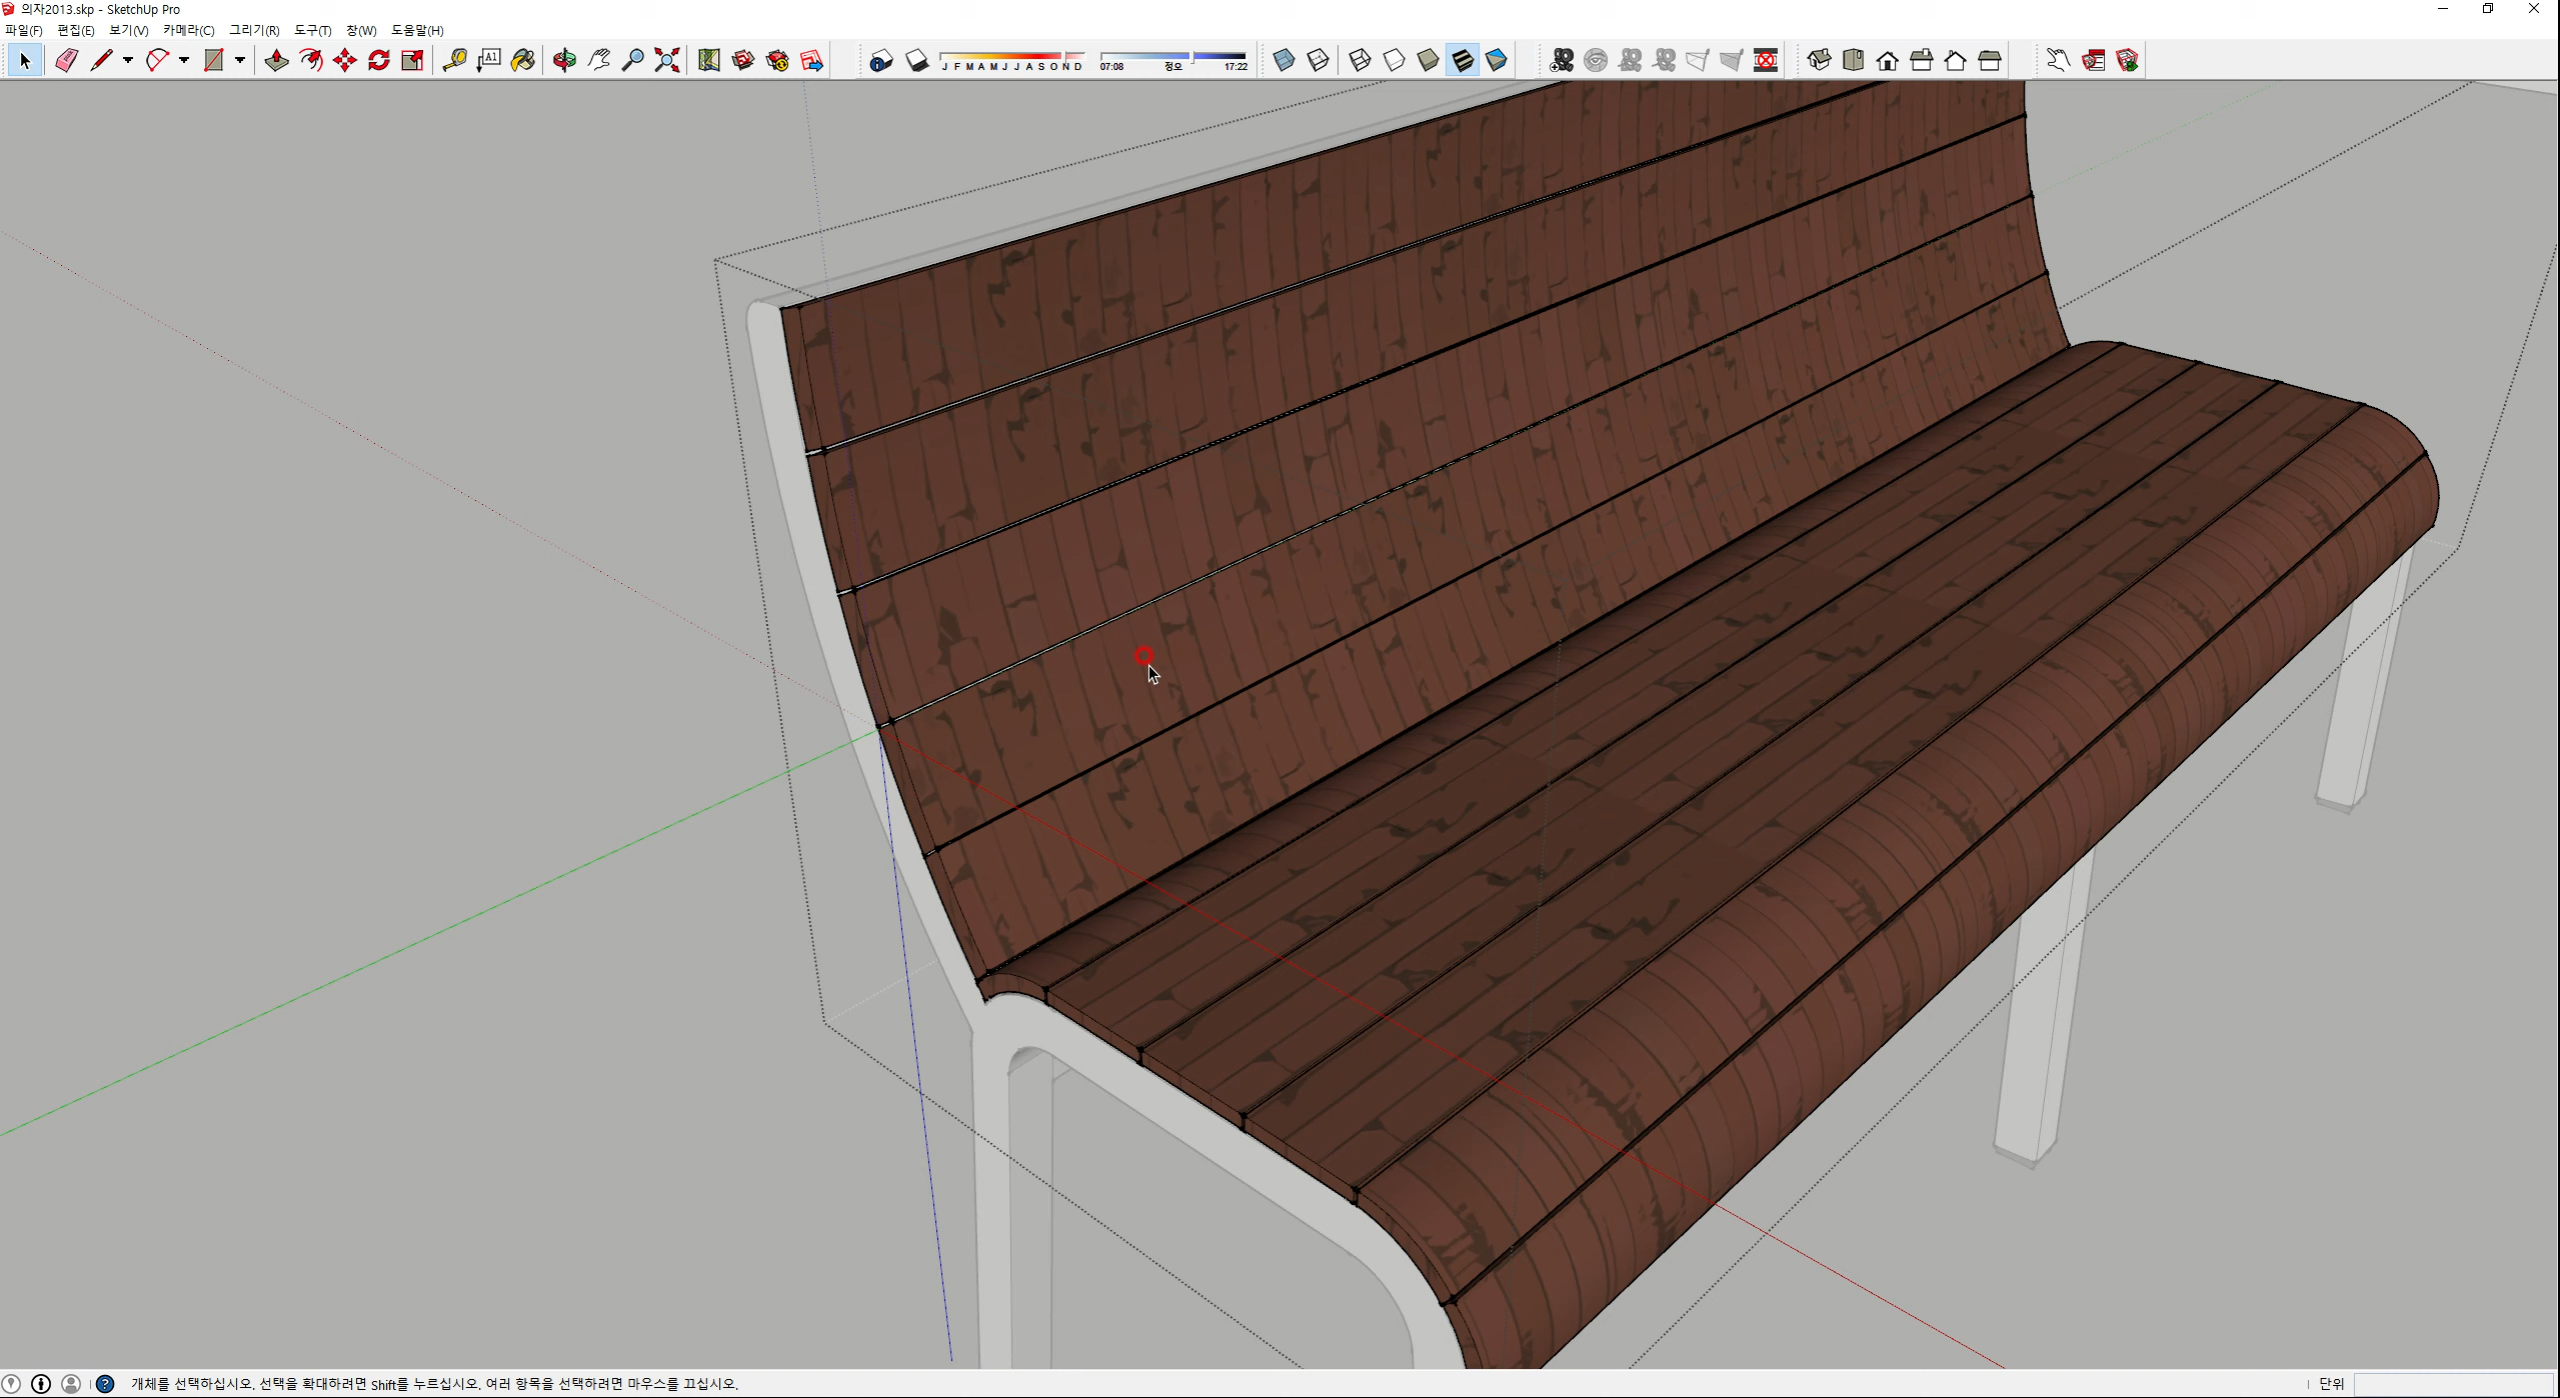 의자2013.skp - SketchUp Pro
파일(F) 편집(E) 보기(V) 카메라(C) 그리기(R) 도구(T) 창(W) 도움말(H)
A1
J F M A M J J A S O N D 07:08 정오 17:22
개체를 선택하십시오. 선택을 확대하려면 Shift를 누르십시오. 여러 항목을 선택하려면 마우스를 끄십시오. 단위